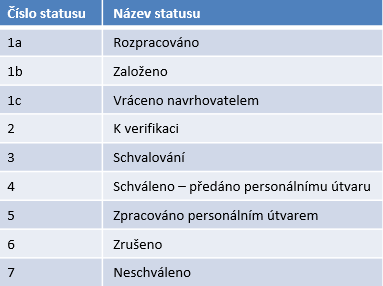 Číslo statusu Název statusu
1a Rozpracováno
1b Založeno
1c Vráceno navrhovatelem
2 K verifikaci
3 Schvalování
4 Schváleno – předáno personálnímu útvaru
5 Zpracováno personálním útvarem
6 Zrušeno
7 Neschváleno